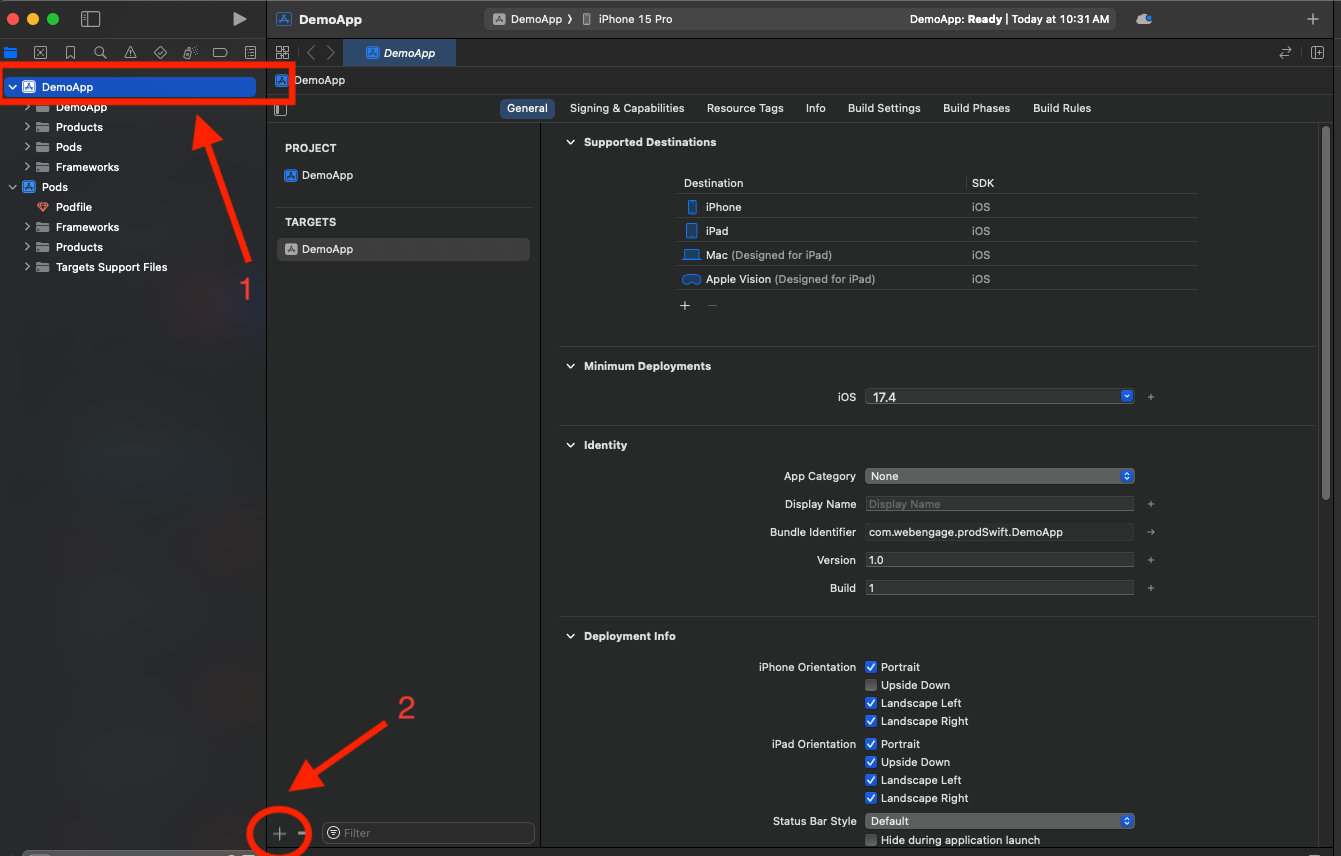 DemoApp
DemoApp 〉 iPhone 15 Pro
DemoApp: Ready | Today at 10:31 AM
DemoApp
DemoApp
DemoApp
DemoApp
Products
Pods
Frameworks
Pods
Podfile
Frameworks
Products
Targets Support Files
1
General Signing & Capabilities Resource Tags Info Build Settings Build Phases Build Rules
PROJECT
DemoApp
TARGETS
DemoApp
2
Filter
Supported Destinations
Destination SDK
iPhone iOS
iPad iOS
Mac (Designed for iPad) iOS
Apple Vision (Designed for iPad) iOS
Minimum Deployments
iOS 17.4
Identity
App Category None
Display Name Display Name
Bundle Identifier com.webengage.prodSwift.DemoApp
Version 1.0
Build 1
Deployment Info
iPhone Orientation Portrait
Upside Down
Landscape Left
Landscape Right
iPad Orientation Portrait
Upside Down
Landscape Left
Landscape Right
Status Bar Style Default
Hide during application launch